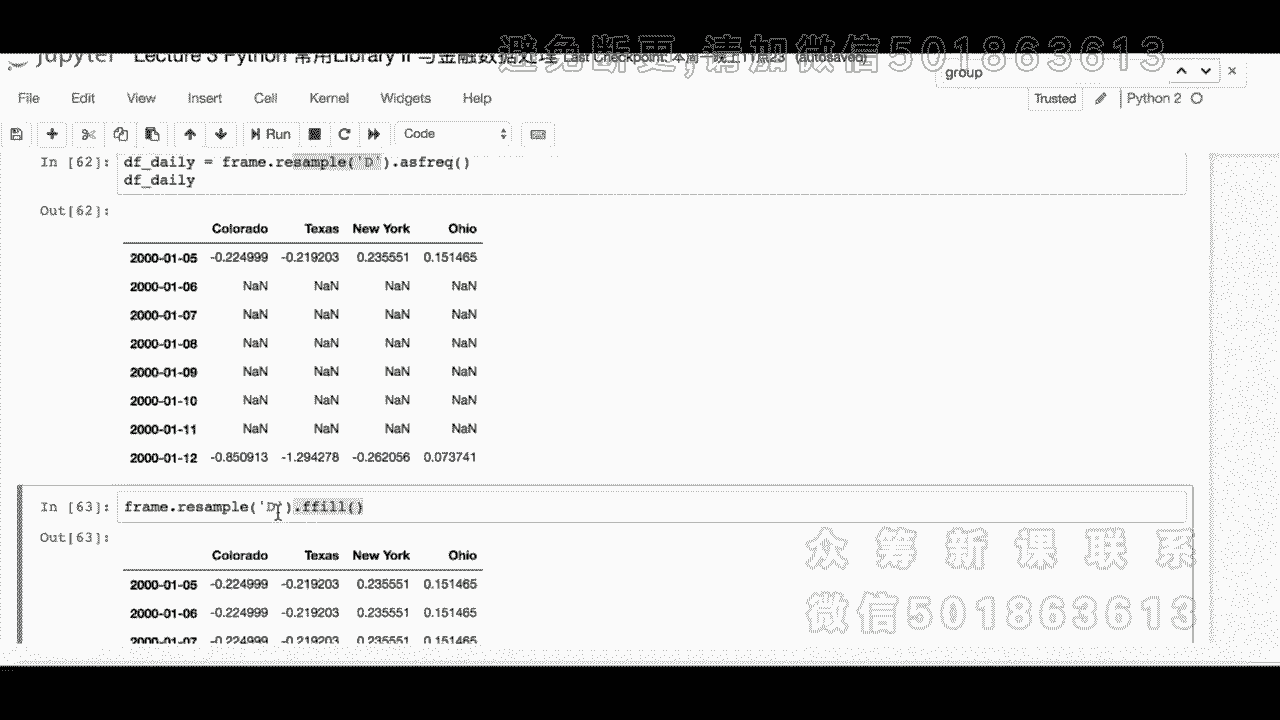 避免断更,请加微信501863613
jupyter Lecture 3 Python 常用Library II 与金融数据处理 Last Checkpoint: 本周一晚上11点23 (autosaved)
group
File Edit View Insert Cell Kernel Widgets Help
Trusted Python 2
Run Code
In [62]: df_daily = frame.resample('D').asfreq()
df_daily
Out[62]:
Colorado Texas New York Ohio
2000-01-05 -0.224999 -0.219203 0.235551 0.151465
2000-01-06 NaN NaN NaN NaN
2000-01-07 NaN NaN NaN NaN
2000-01-08 NaN NaN NaN NaN
2000-01-09 NaN NaN NaN NaN
2000-01-10 NaN NaN NaN NaN
2000-01-11 NaN NaN NaN NaN
2000-01-12 -0.850913 -1.294278 -0.262056 0.073741
In [63]: frame.resample('D').ffill()
Out[63]:
Colorado Texas New York Ohio
2000-01-05 -0.224999 -0.219203 0.235551 0.151465
2000-01-06 -0.224999 -0.219203 0.235551 0.151465
2000-01-07 -0.224999 -0.219203 0.235551 0.151465
众筹新课联系
微信501863613